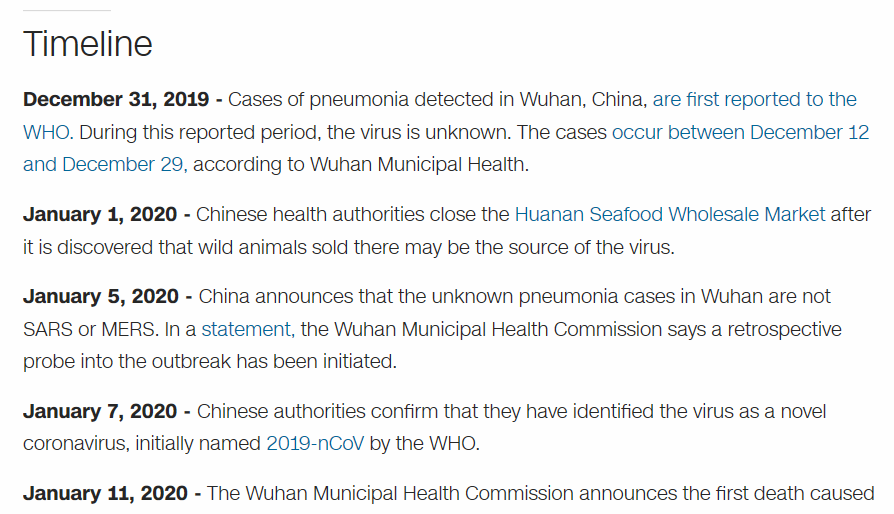 Timeline
December 31, 2019 - Cases of pneumonia detected in Wuhan, China, are first reported to the
WHO. During this reported period, the virus is unknown. The cases occur between December 12
and December 29, according to Wuhan Municipal Health.
January 1, 2020 - Chinese health authorities close the Huanan Seafood Wholesale Market after
it is discovered that wild animals sold there may be the source of the virus.
January 5, 2020 - China announces that the unknown pneumonia cases in Wuhan are not
SARS or MERS. In a statement, the Wuhan Municipal Health Commission says a retrospective
probe into the outbreak has been initiated.
January 7, 2020 - Chinese authorities confirm that they have identified the virus as a novel
coronavirus, initially named 2019-nCoV by the WHO.
January 11, 2020 - The Wuhan Municipal Health Commission announces the first death caused